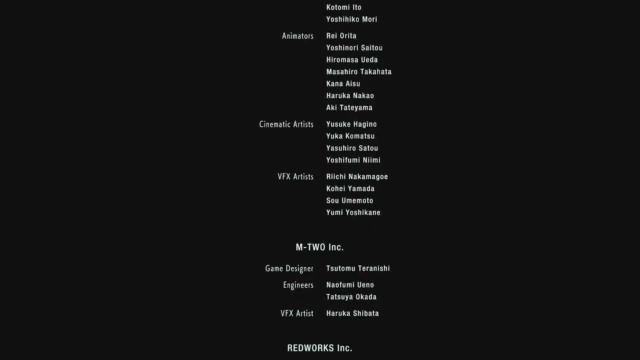 Kotomi Ito
Yoshihiko Mori
Animators Rei Orita
Yoshinori Saitou
Hiromasa Ueda
Masahiro Takahata
Kana Aisu
Haruka Nakao
Aki Tateyama
Cinematic Artists Yusuke Hagino
Yuka Komatsu
Yasuhiro Satou
Yoshifumi Niimi
VFX Artists Riichi Nakamagoe
Kohei Yamada
Sou Umemoto
Yumi Yoshikane
M-TWO Inc.
Game Designer Tsutomu Teranishi
Engineers Naofumi Ueno
Tatsuya Okada
VFX Artist Haruka Shibata
REDWORKS Inc.